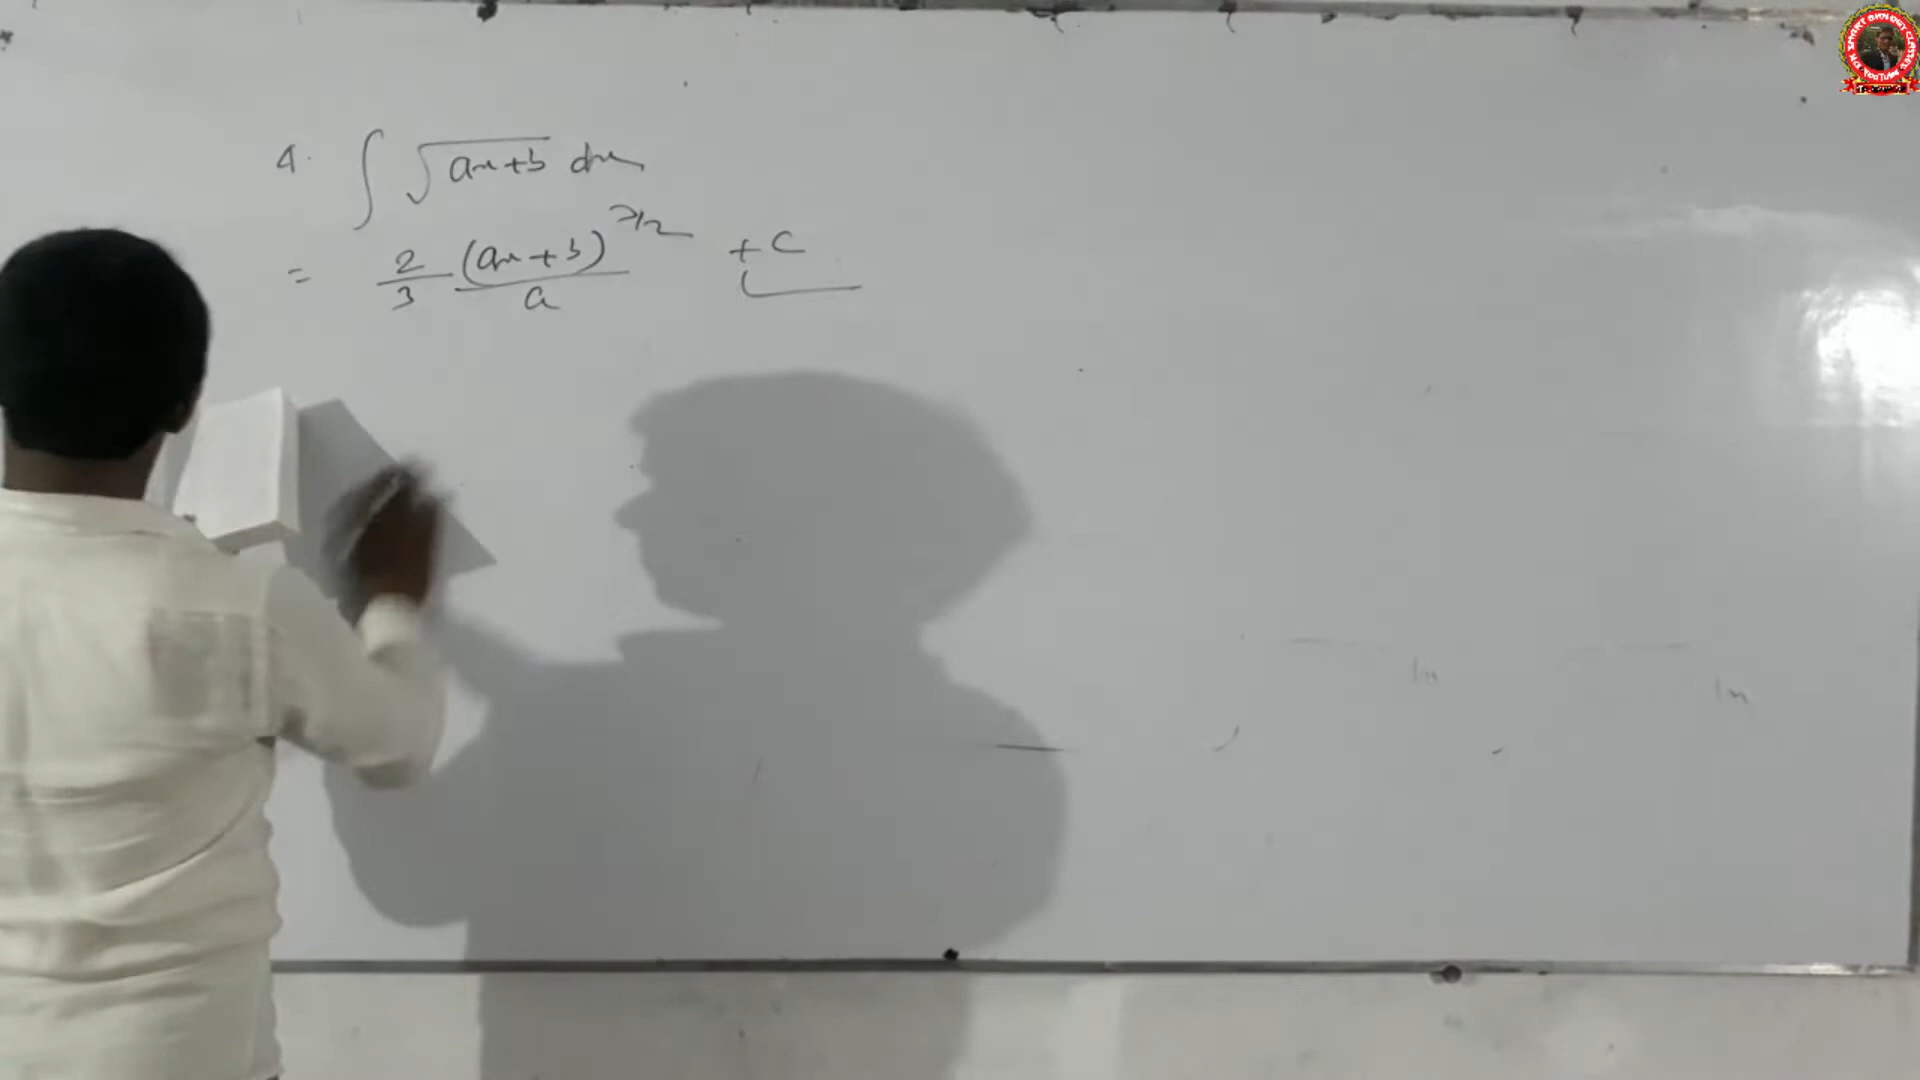 4. ∫ √ax+b dx
= 2/3 (ax+b)^3/2 / a + C